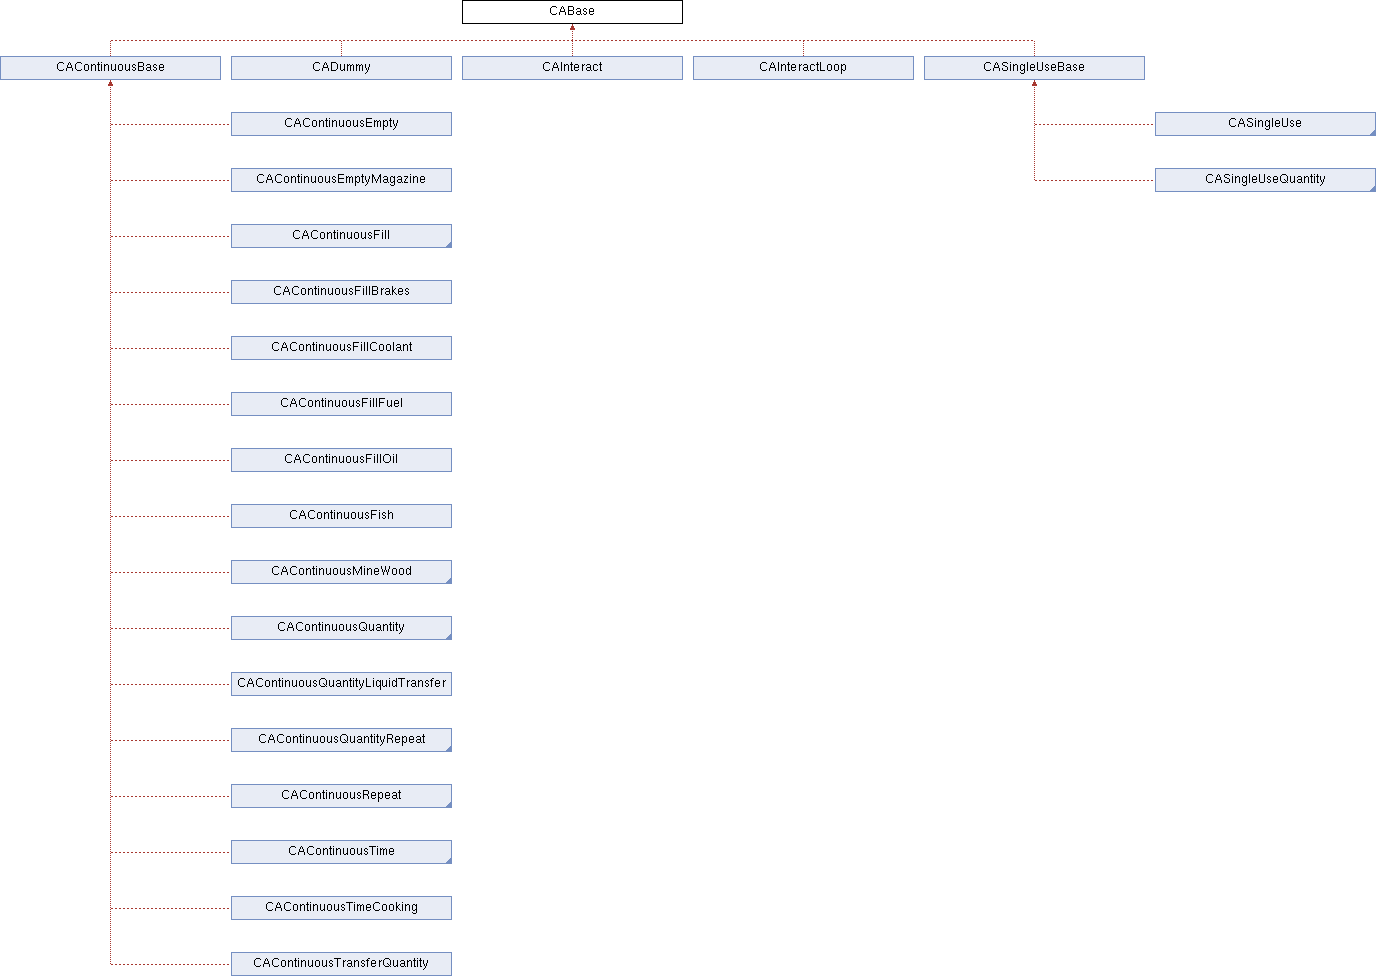 CABase
CAContinuousBase
CADummy
CAInteract
CAInteractLoop
CASingleUseBase
CAContinuousEmpty
CASingleUse
CAContinuousEmptyMagazine
CASingleUseQuantity
CAContinuousFill
CAContinuousFillBrakes
CAContinuousFillCoolant
CAContinuousFillFuel
CAContinuousFillOil
CAContinuousFish
CAContinuousMineWood
CAContinuousQuantity
CAContinuousQuantityLiquidTransfer
CAContinuousQuantityRepeat
CAContinuousRepeat
CAContinuousTime
CAContinuousTimeCooking
CAContinuousTransferQuantity